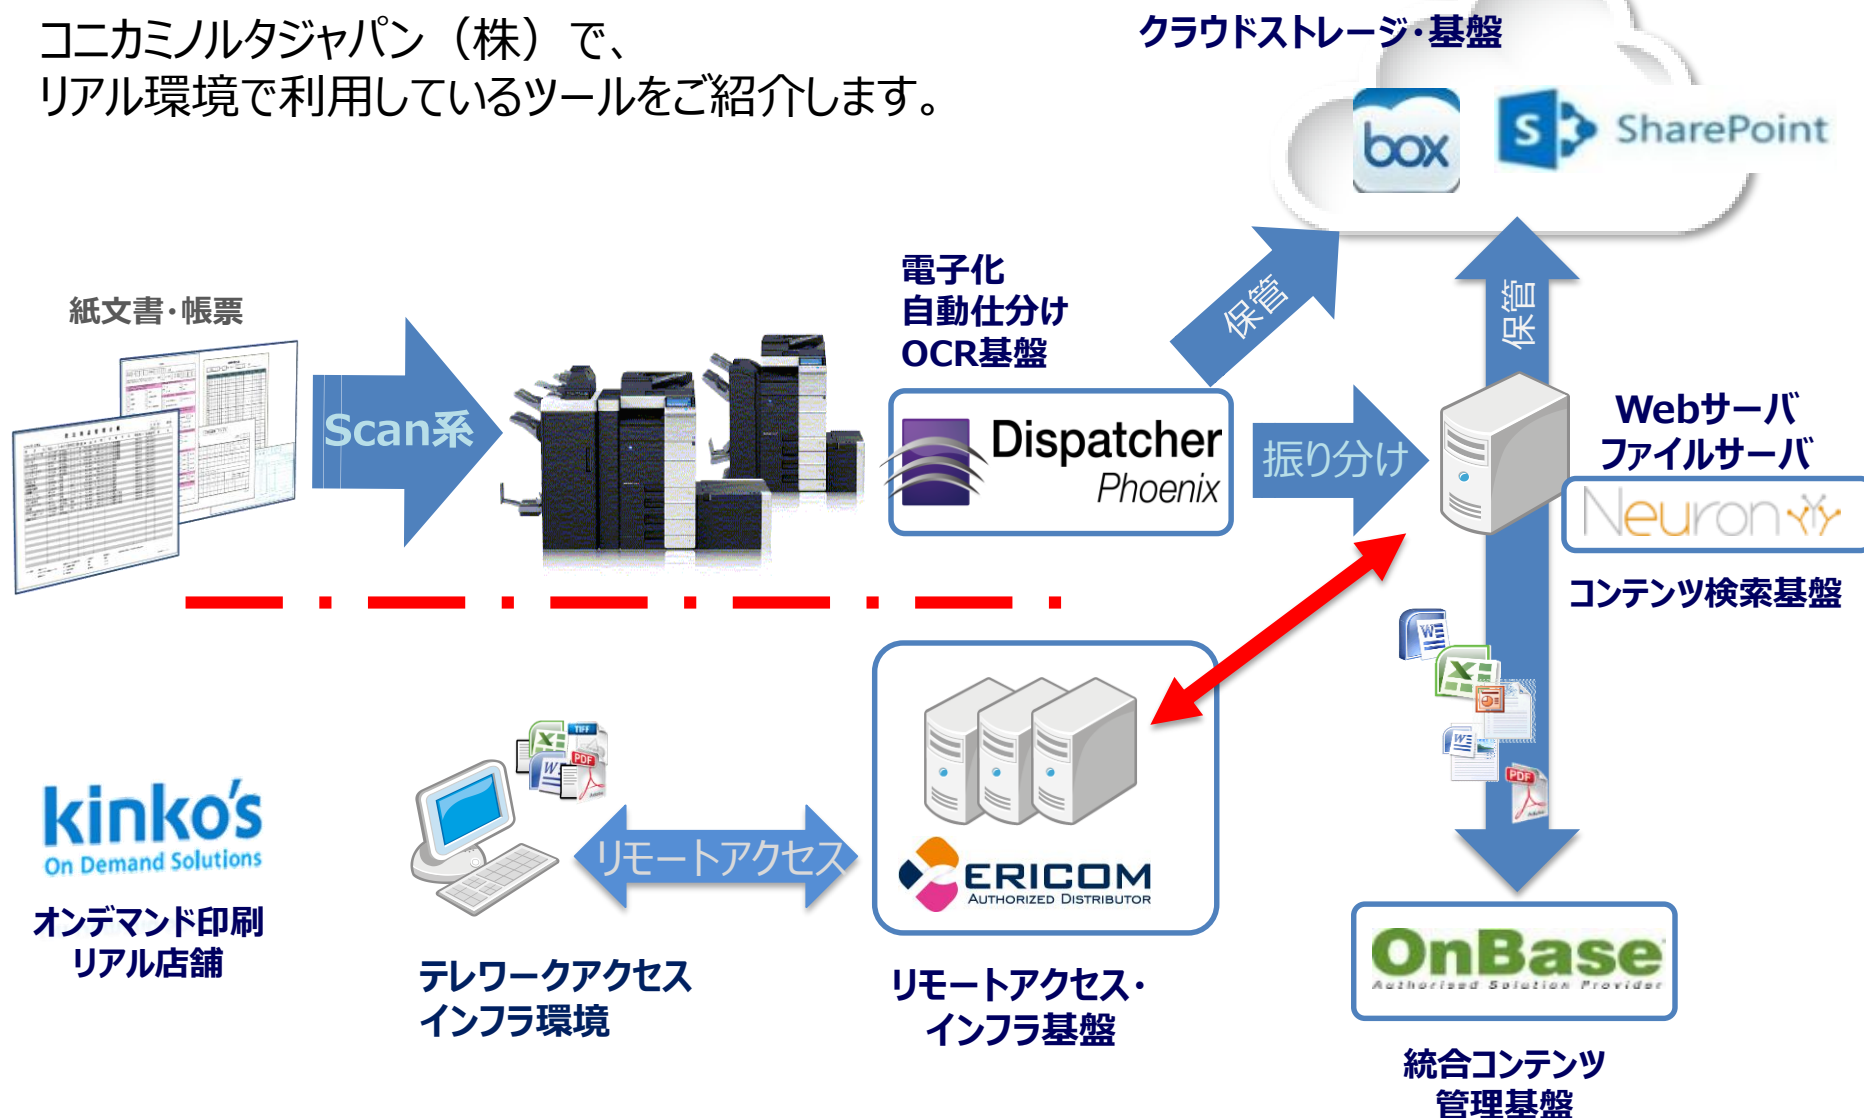 コニカミノルタジャパン（株）で、
リアル環境で利用しているツールをご紹介します。
クラウドストレージ・基盤
box
S
SharePoint
紙文書・帳票
Scan系
電子化
自動仕分け
OCR基盤
Dispatcher
Phoenix
保管
保管
振り分け
Webサーバ
ファイルサーバ
Neuron
コンテンツ検索基盤
kinko's
On Demand Solutions
オンデマンド印刷
リアル店舗
TIFF
W
PDF
リモートアクセス
テレワークアクセス
インフラ環境
ERICOM
AUTHORIZED DISTRIBUTOR
リモートアクセス・
インフラ基盤
W
X
W
PDF
OnBase
Authorised Solution Provider
統合コンテンツ
管理基盤